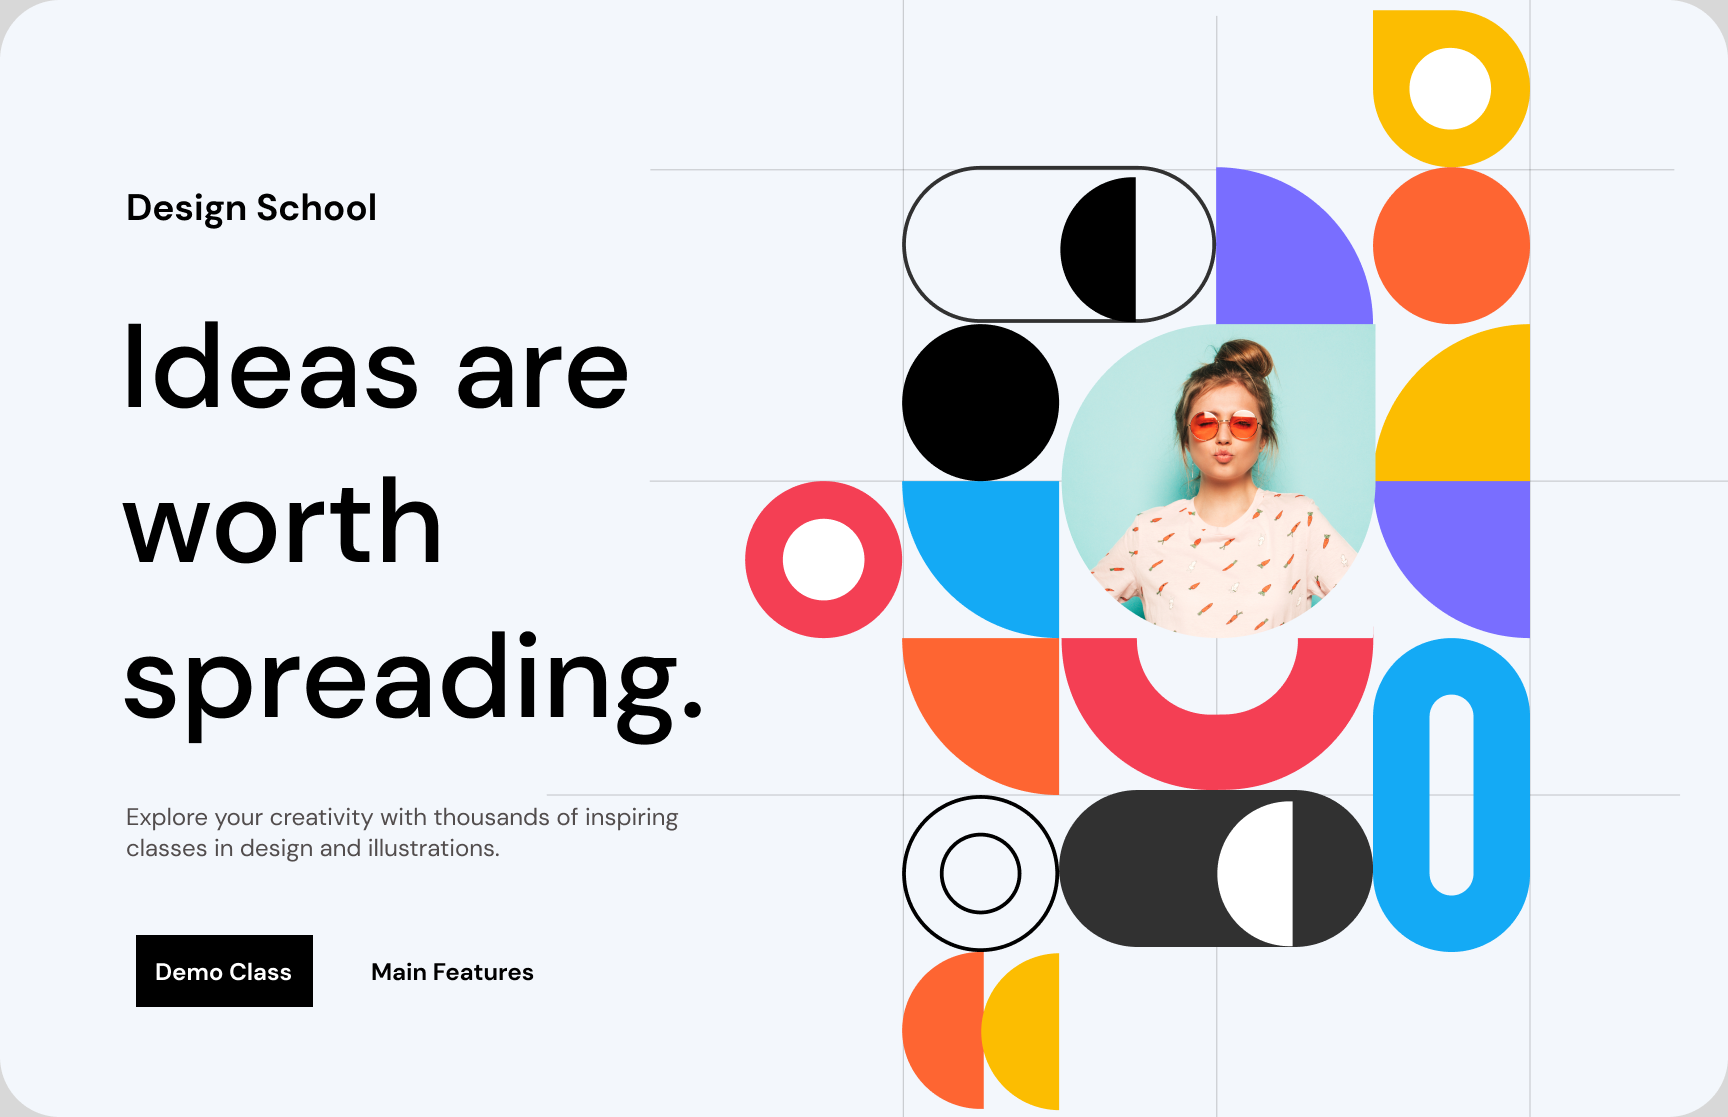 Design School
Ideas are
worth
spreading.
Explore your creativity with thousands of inspiring
classes in design and illustrations.
Demo Class
Main Features